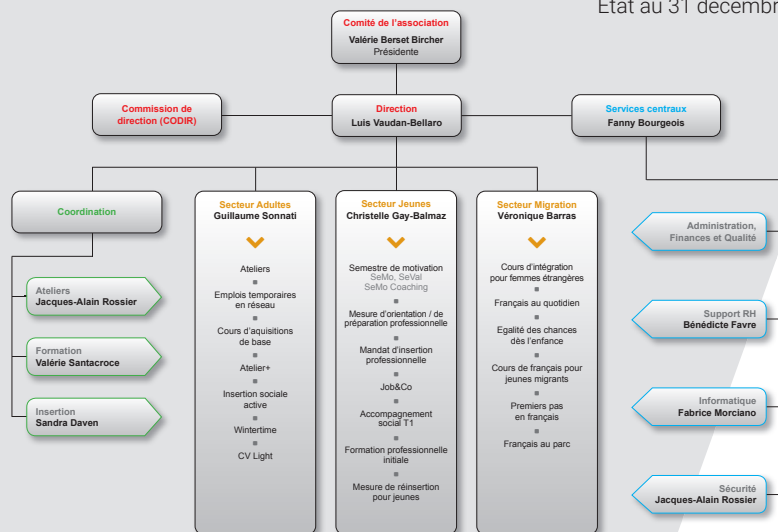 Etat au 31 décembr
Comité de l'association
Valérie Berset Bircher
Présidente
Commission de
direction (CODIR)
Direction
Luis Vaudan-Bellaro
Services centraux
Fanny Bourgeois
Coordination
Ateliers
Jacques-Alain Rossier
Formation
Valérie Santacroce
Insertion
Sandra Daven
Secteur Adultes
Guillaume Sonnati
Ateliers
Emplois temporaires
en réseau
Cours d'aquisitions
de base
Atelier+
Insertion sociale
active
Wintertime
CV Light
Secteur Jeunes
Christelle Gay-Balmaz
Semestre de motivation
SeMo, SeVal
SeMo Coaching
Mesure d'orientation / de
préparation professionelle
Mandat d'insertion
professionelle
Job&Co
Accompagnement
social T1
Formation professionnelle
initiale
Mesure de réinsertion
pour jeunes
Secteur Migration
Véronique Barras
Cours d'intégration
pour femmes étrangères
Français au quotidien
Egalité des chances
dès l'enfance
Cours de français pour
jeunes migrants
Premiers pas
en français
Français au parc
Administration,
Finances et Qualité
Support RH
Bénédicte Favre
Informatique
Fabrice Morciano
Sécurité
Jacques-Alain Rossier